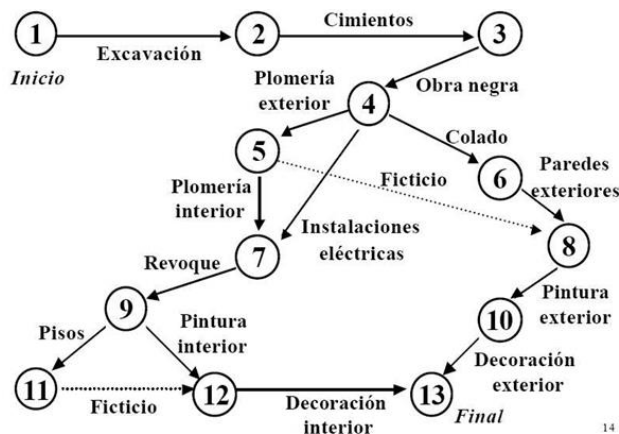 Cimientos
1
2
3
Excavación
Inicio
Plomería
exterior
Obra negra
4
Colado
5
Paredes
exteriores
Ficticio
6
Plomería
interior
Instalaciones
eléctricas
7
8
Revoque
Pintura
exterior
9
10
Pisos
Pintura
interior
Decoración
exterior
11
Ficticio
12
Decoración
interior
13
Final
14